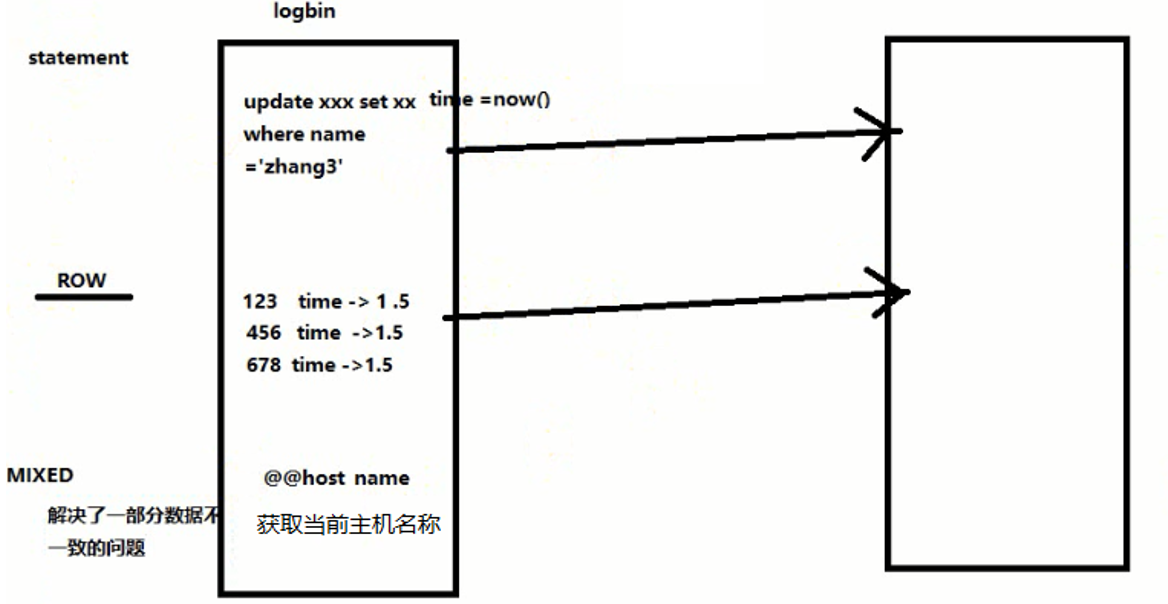 logbin
statement
update xxx set xx time =now()
where name
='zhang3'
ROW
123 time -> 1.5
456 time ->1.5
678 time ->1.5
MIXED
@@host name
解决了一部分数据不
获取当前主机名称
一致的问题